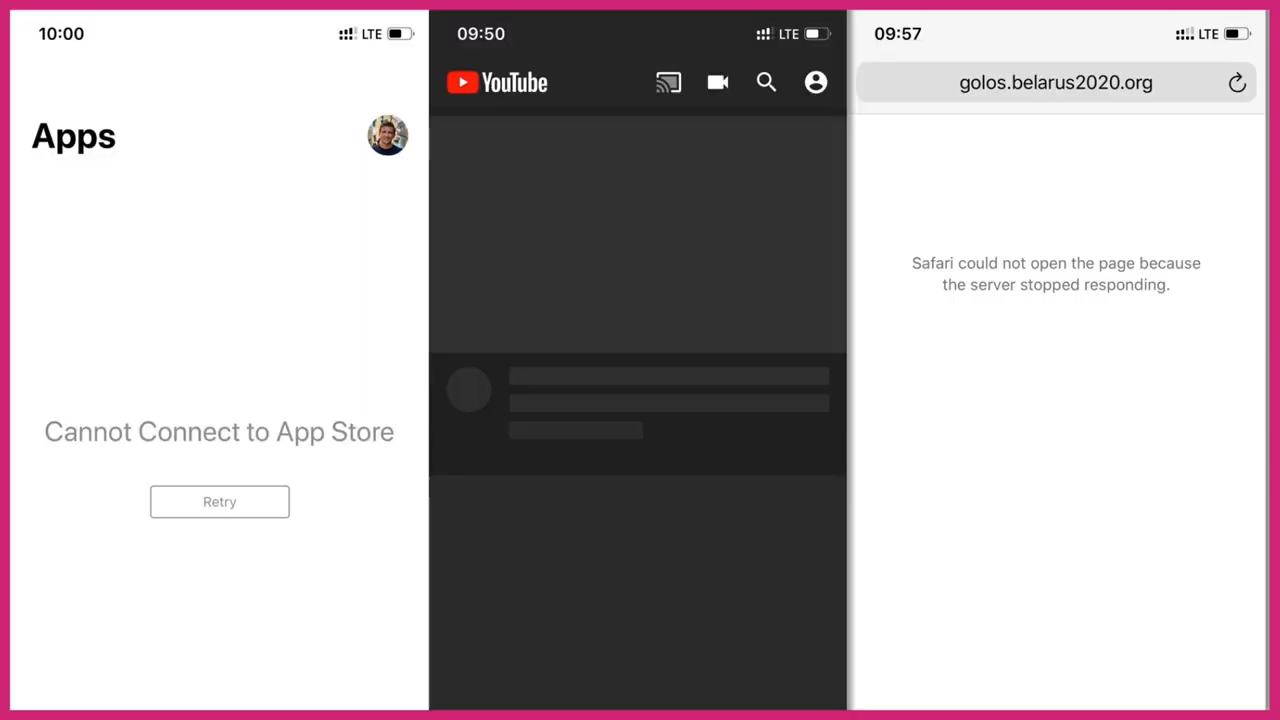 10:00
LTE
Apps
Cannot Connect to App Store
Retry
09:50
LTE
YouTube
09:57
LTE
golos.belarus2020.org
Safari could not open the page because
the server stopped responding.